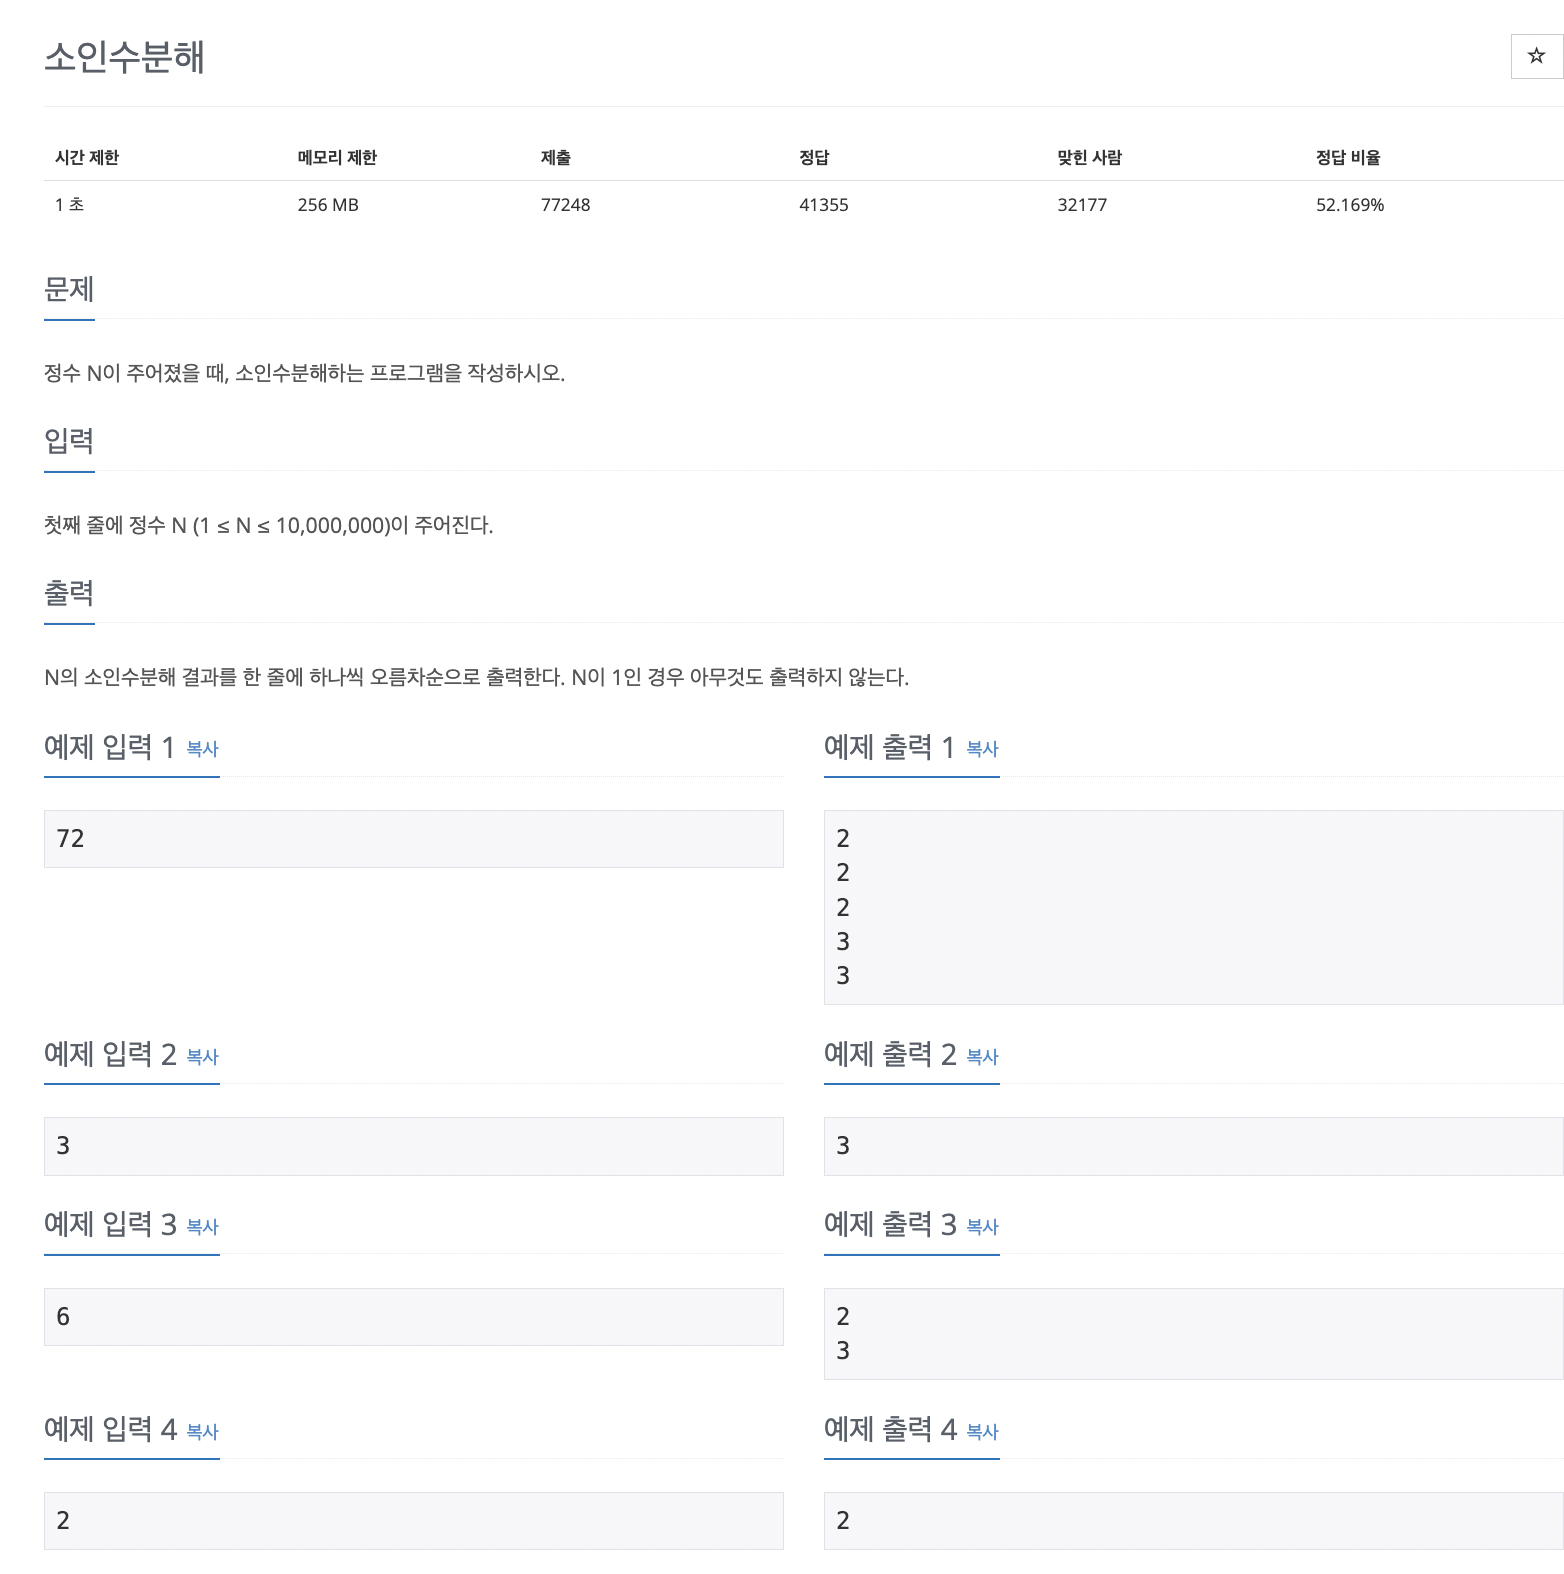 소인수분해
☆
시간 제한 메모리 제한 제출 정답 맞힌 사람 정답 비율
1 초 256 MB 77248 41355 32177 52.169%
문제
정수 N이 주어졌을 때, 소인수분해하는 프로그램을 작성하시오.
입력
첫째 줄에 정수 N (1 ≤ N ≤ 10,000,000)이 주어진다.
출력
N의 소인수분해 결과를 한 줄에 하나씩 오름차순으로 출력한다. N이 1인 경우 아무것도 출력하지 않는다.
예제 입력 1 복사
72
예제 출력 1 복사
2
2
2
3
3
예제 입력 2 복사
3
예제 출력 2 복사
3
예제 입력 3 복사
6
예제 출력 3 복사
2
3
예제 입력 4 복사
2
예제 출력 4 복사
2